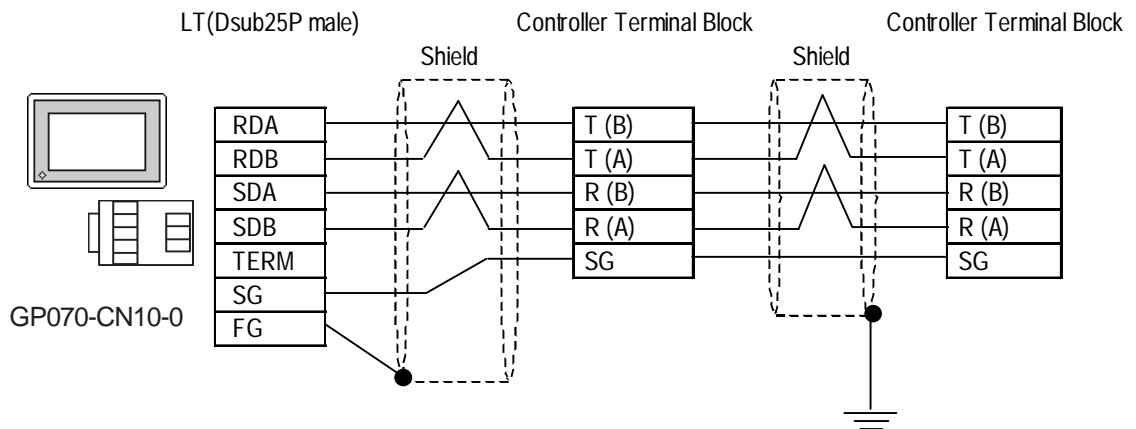 LT(Dsub25P male)
Controller Terminal Block
Controller Terminal Block
Shield
Shield
RDA
T (B)
T (B)
RDB
T (A)
T (A)
SDA
R (B)
R (B)
SDB
R (A)
R (A)
TERM
SG
SG
SG
FG
GP070-CN10-0